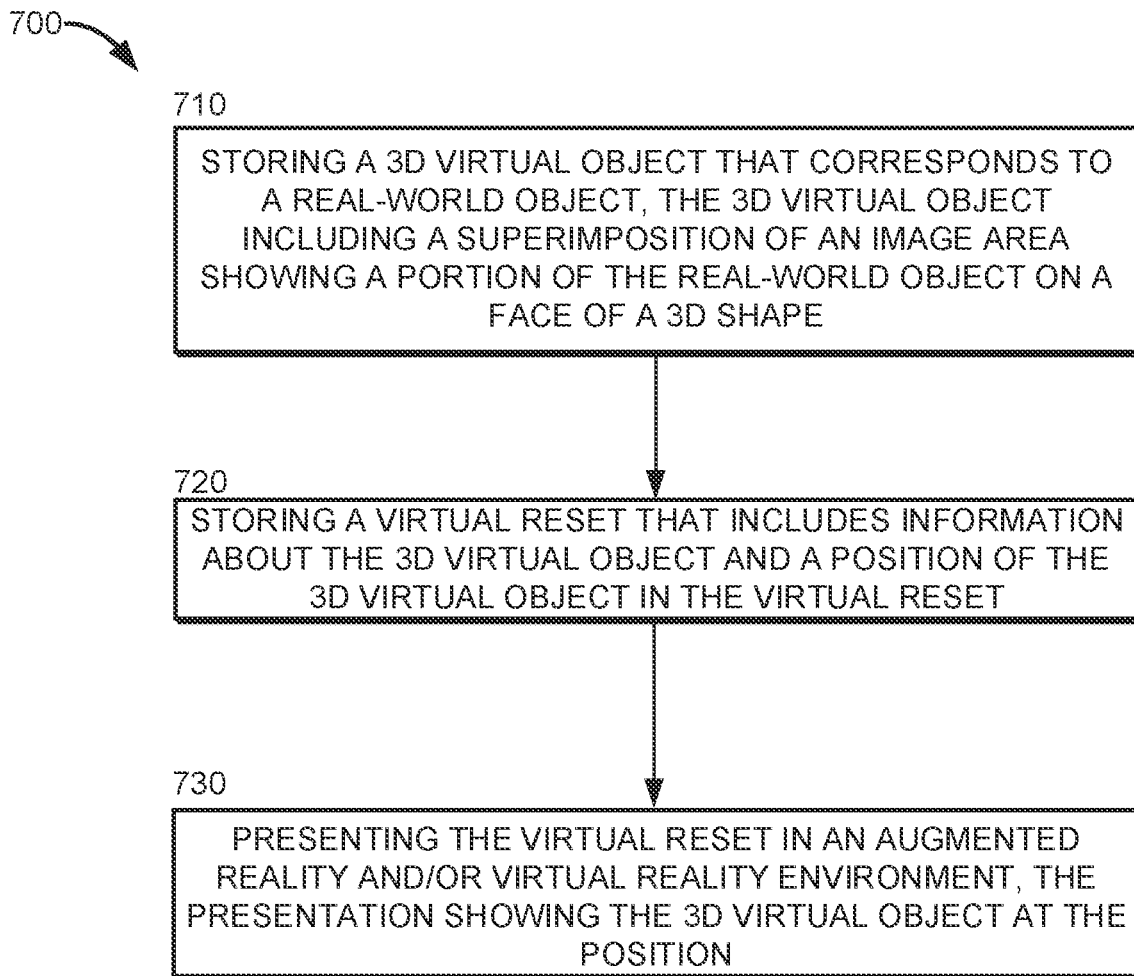 700
710
STORING A 3D VIRTUAL OBJECT THAT CORRESPONDS TO
A REAL-WORLD OBJECT, THE 3D VIRTUAL OBJECT
INCLUDING A SUPERIMPOSITION OF AN IMAGE AREA
SHOWING A PORTION OF THE REAL-WORLD OBJECT ON A
FACE OF A 3D SHAPE
720
STORING A VIRTUAL RESET THAT INCLUDES INFORMATION
ABOUT THE 3D VIRTUAL OBJECT AND A POSITION OF THE
3D VIRTUAL OBJECT IN THE VIRTUAL RESET
730
PRESENTING THE VIRTUAL RESET IN AN AUGMENTED
REALITY AND/OR VIRTUAL REALITY ENVIRONMENT, THE
PRESENTATION SHOWING THE 3D VIRTUAL OBJECT AT THE
POSITION